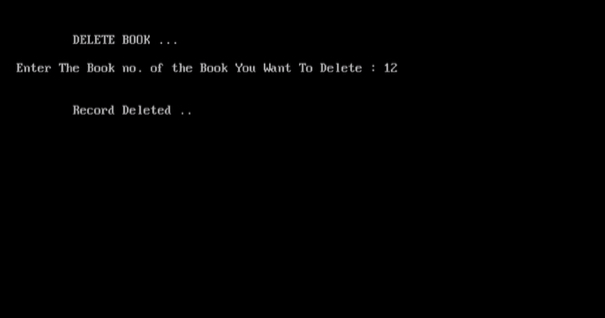 DELETE BOOK ...
Enter The Book no. of the Book You Want To Delete : 12
Record Deleted ..